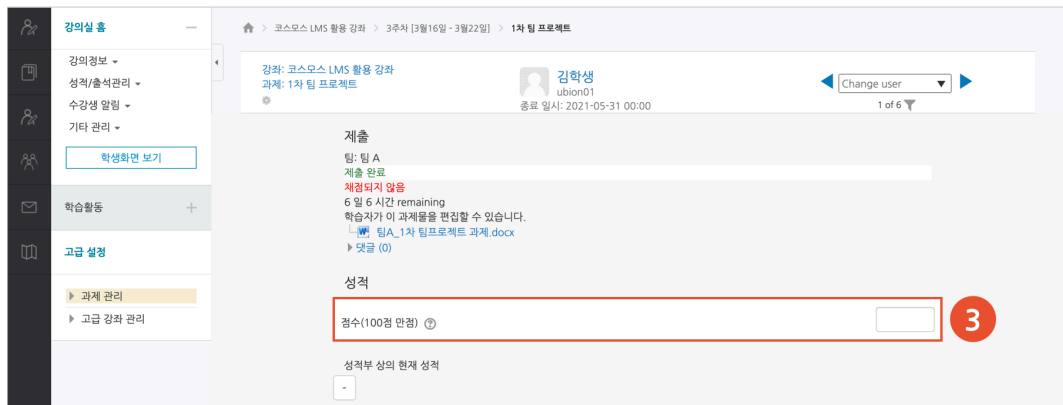 강의실 홈
강의정보
성적/출석관리
수강생 알림
기타 관리
학생화면 보기
학습활동
고급 설정
과제 관리
고급 강좌 관리
코스모스 LMS 활용 강좌 > 3주차 [3월16일 - 3월22일] > 1차 팀 프로젝트
강좌: 코스모스 LMS 활용 강좌
과제: 1차 팀 프로젝트
김학생
ubion01
종료 일시: 2021-05-31 00:00
Change user
1 of 6
제출
팀: 팀 A
제출 완료
채점되지 않음
6 일 6 시간 remaining
학습자가 이 과제물을 편집할 수 있습니다.
팀A_1차 팀프로젝트 과제.docx
댓글 (0)
성적
점수(100점 만점)
3
성적부 상의 현재 성적
-